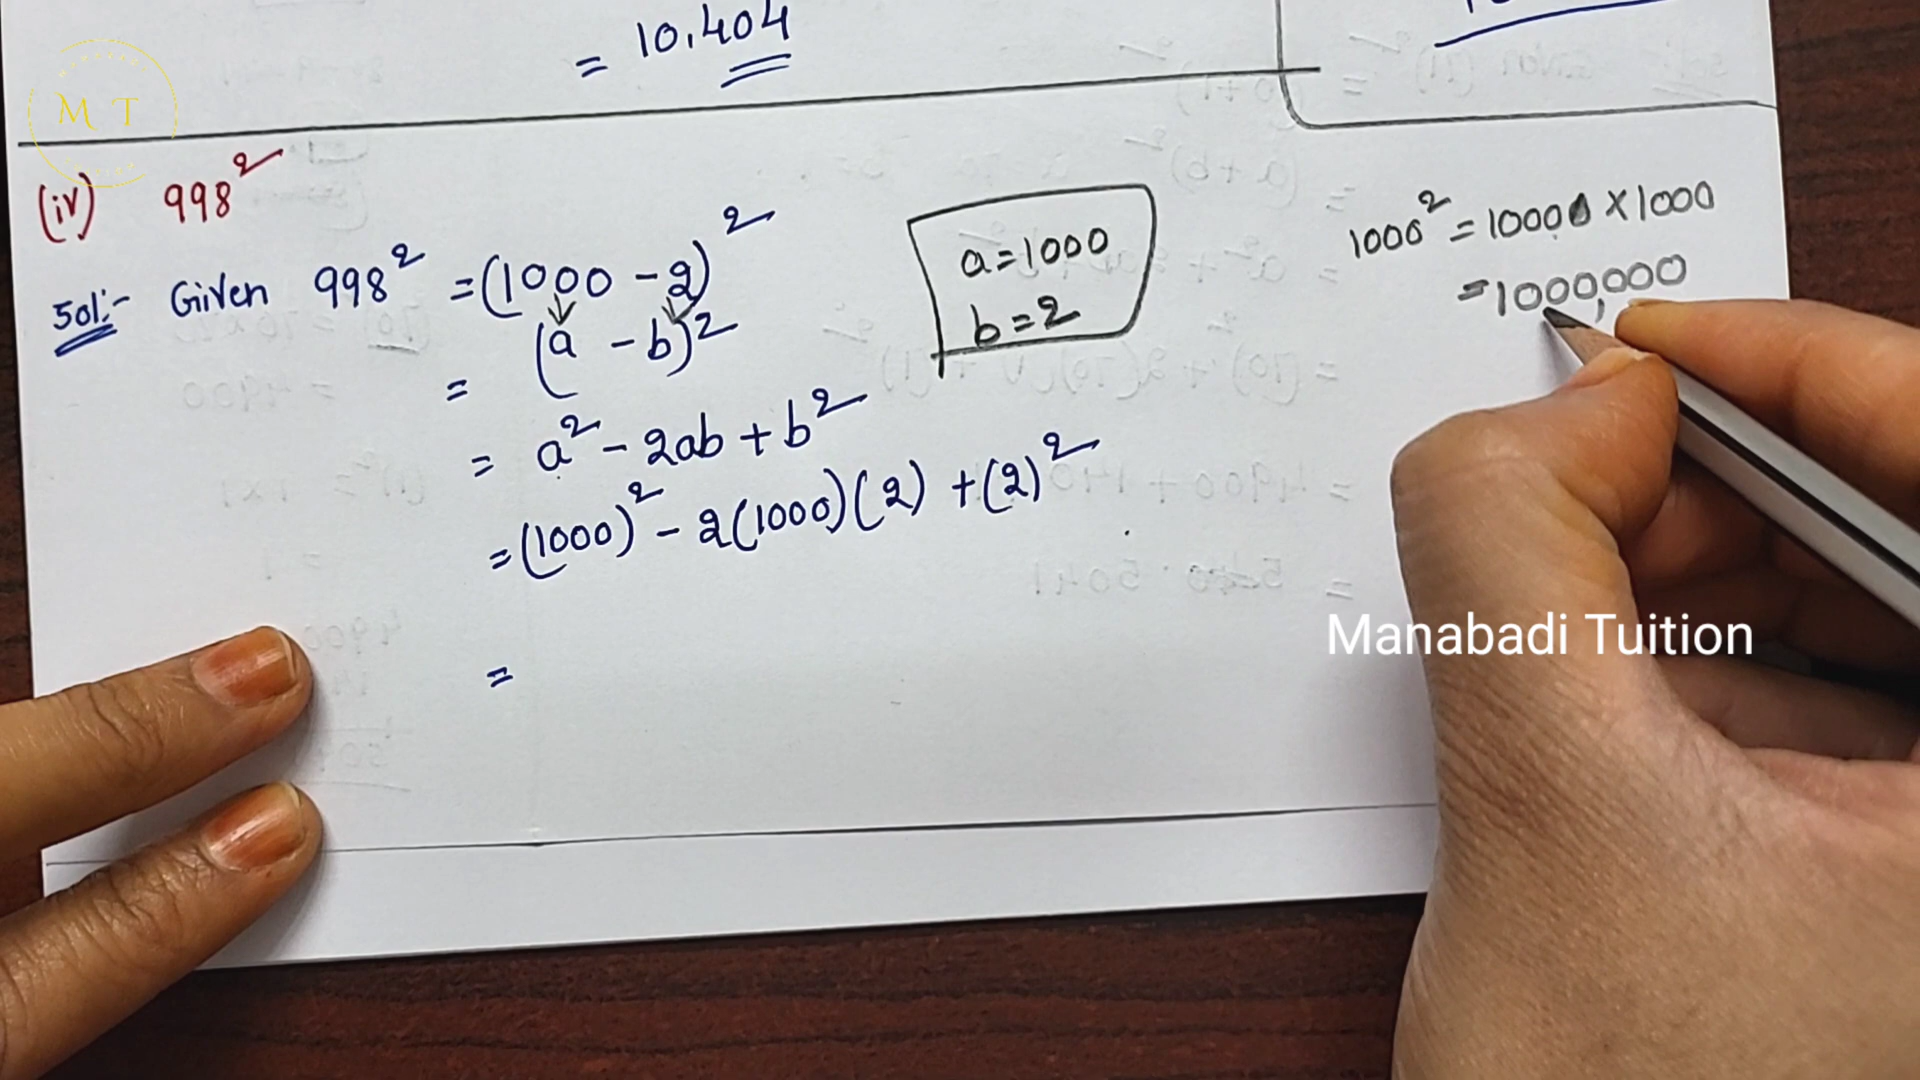 = 10,404
M T
(iv) 998²
Sol:- Given 998² = (1000 - 2)²
= (a - b)²
= a² - 2ab + b²
= (1000)² - 2(1000)(2) + (2)²
=
a = 1000
b = 2
1000² = 1000 × 1000
= 1000,000
Manabadi Tuition